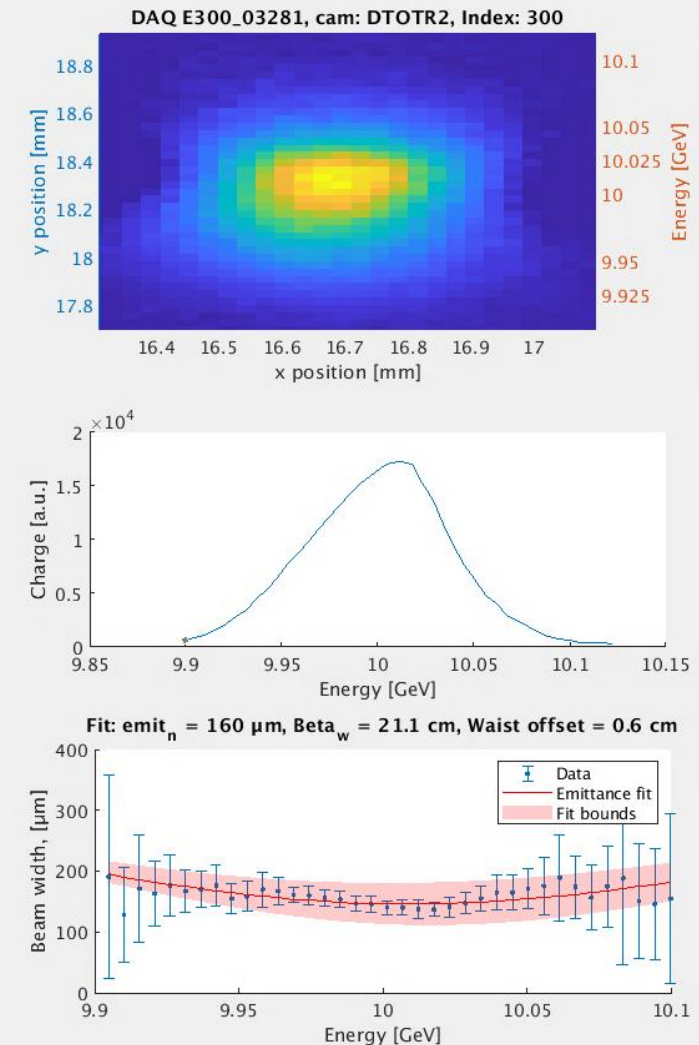 DAQ E300_03281, cam: DTOTR2, Index: 300
y position [mm]
18.8
18.6
18.4
18.2
18
17.8
10.1
10.05
10.025
10
9.95
9.925
Energy [GeV]
16.4 16.5 16.6 16.7 16.8 16.9 17
x position [mm]
×10⁴
Charge [a.u.]
2
1.5
1
0.5
0
9.85 9.9 9.95 10 10.05 10.1 10.15
Energy [GeV]
Fit: emit_n = 160 μm, Beta_w = 21.1 cm, Waist offset = 0.6 cm
Beam width, [μm]
400
300
200
100
0
Data
Emittance fit
Fit bounds
9.9 9.95 10 10.05 10.1
Energy [GeV]